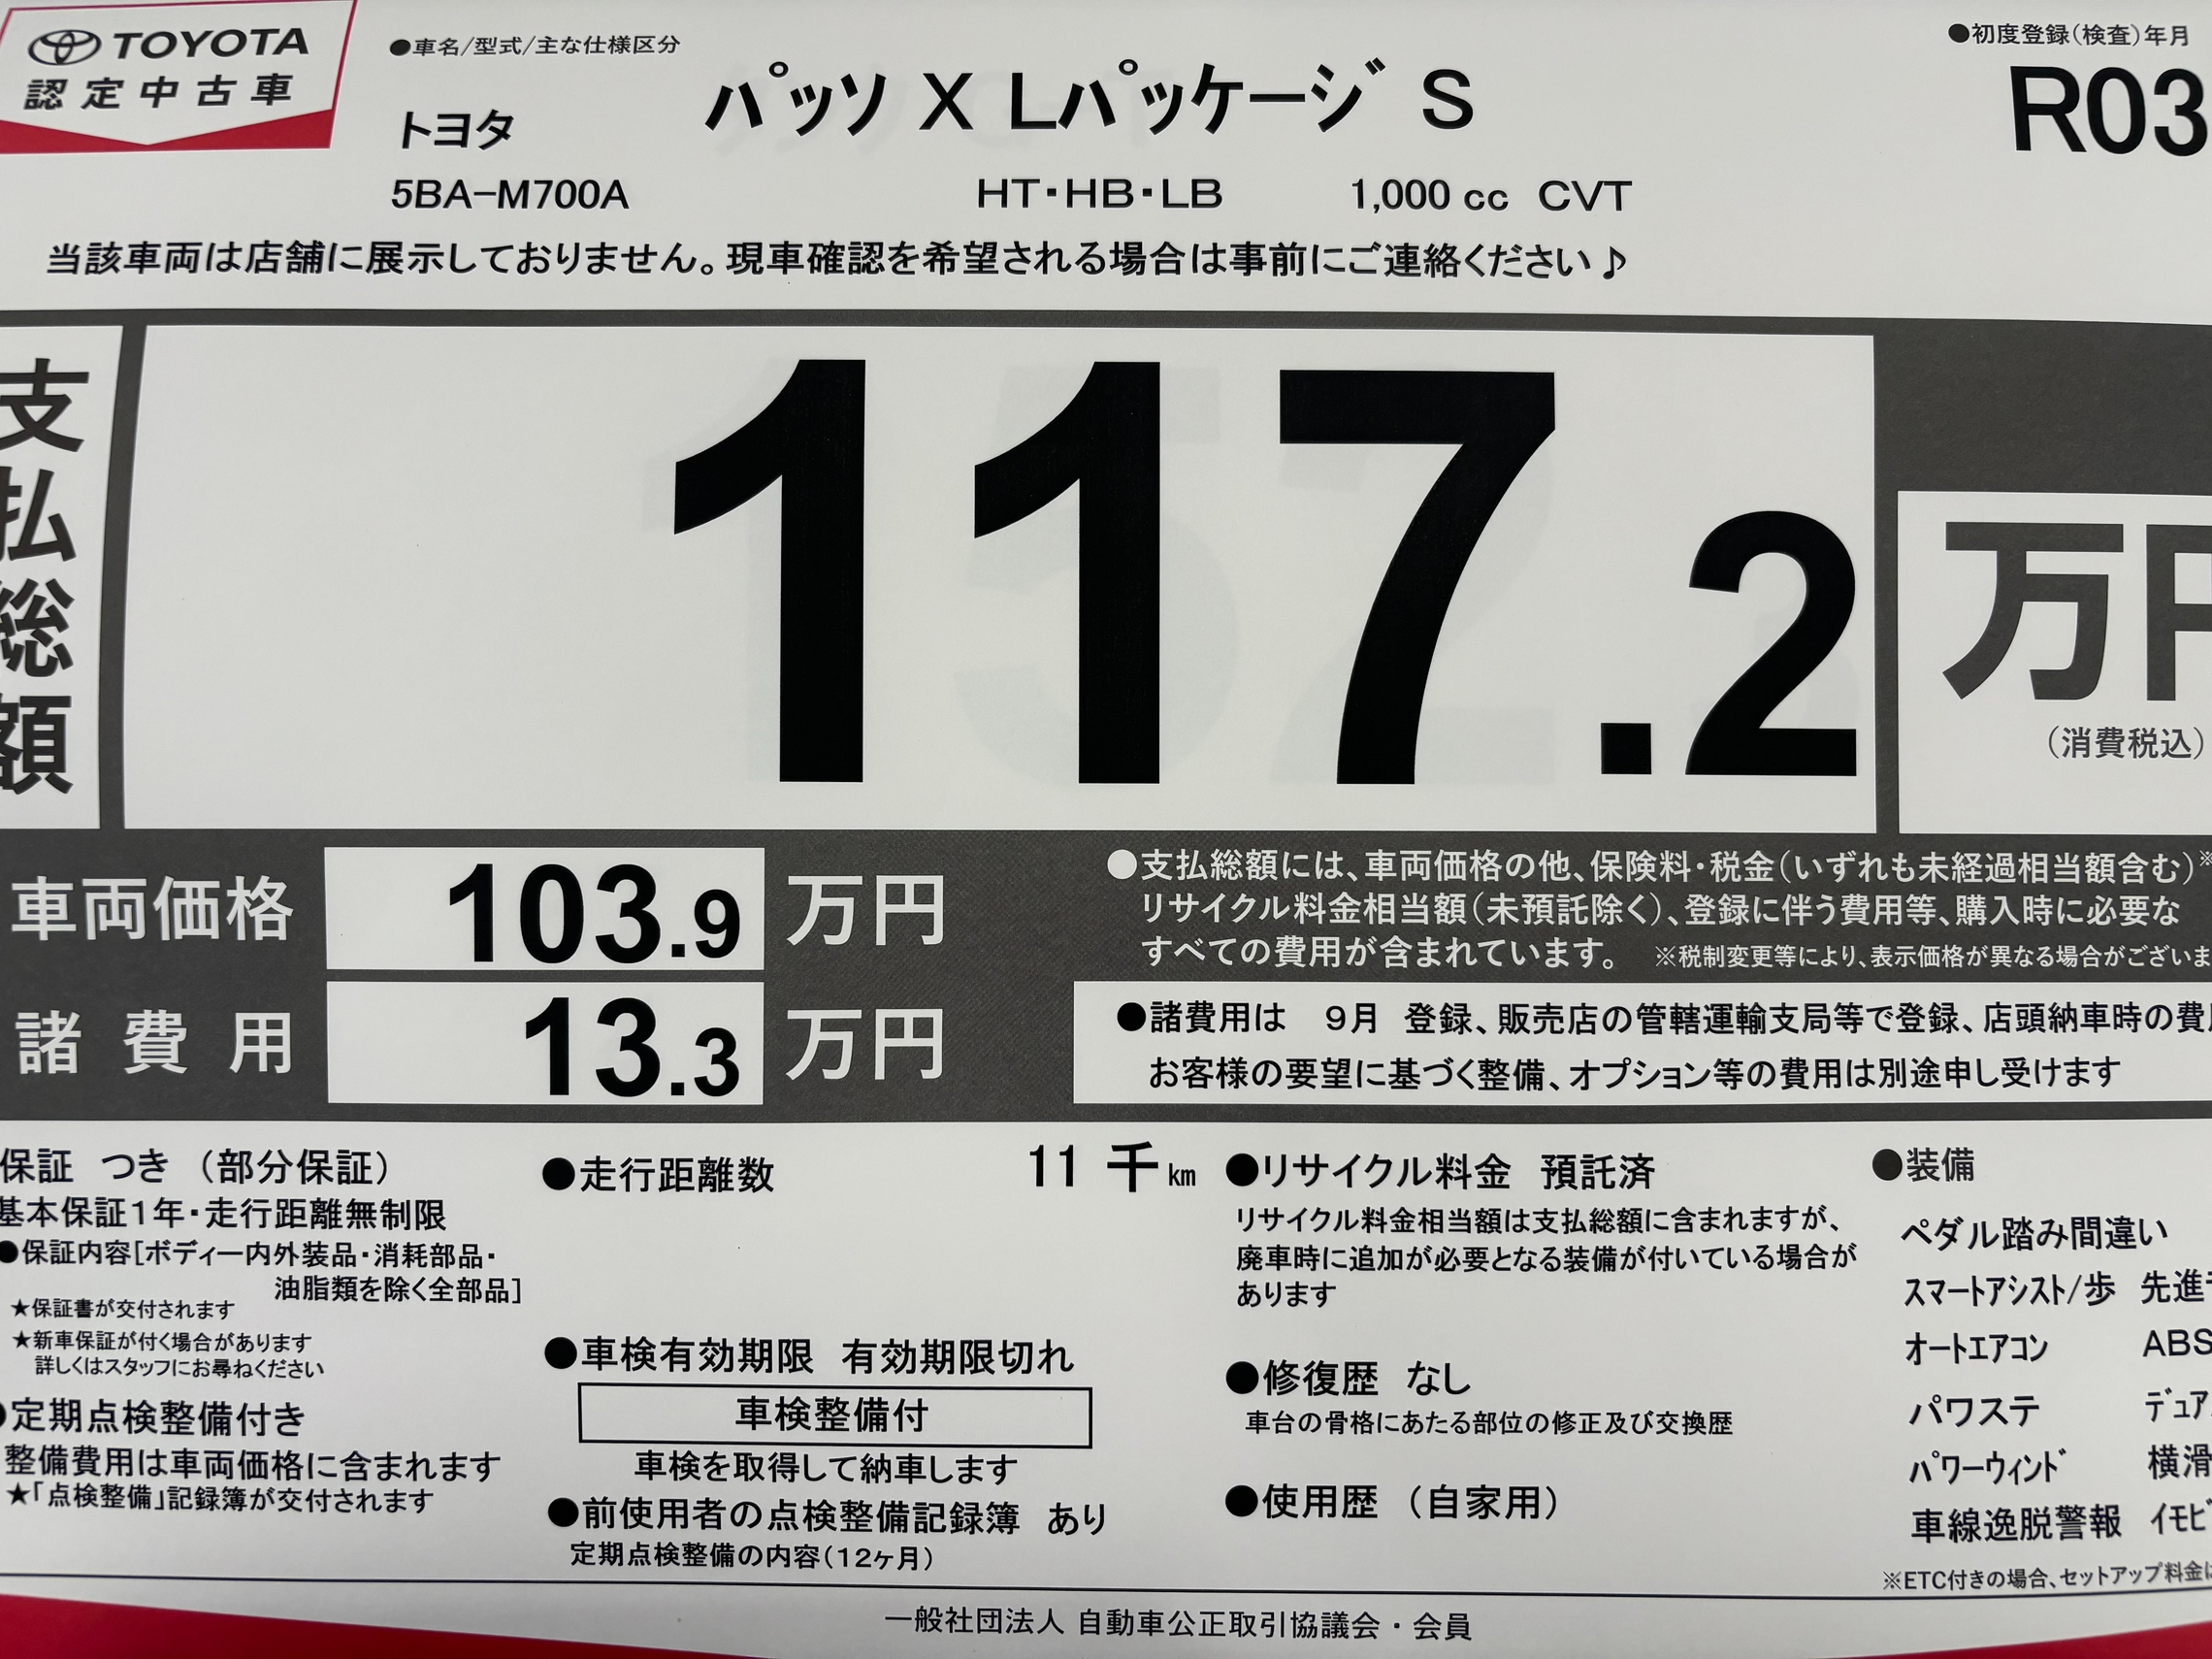 TOYOTA
認定中古車
●車名/型式/主な仕様区分
●初度登録(検査)年月
トヨタ
ﾊﾟｯｿ X Lﾊﾟｯｹｰｼﾞ S
R03
5BA-M700A
HT・HB・LB
1,000 cc CVT
当該車両は店舗に展示しておりません。現車確認を希望される場合は事前にご連絡ください♪
支払総額
117.2
万円
(消費税込)
車両価格
103.9
万円
諸費用
13.3
万円
●支払総額には、車両価格の他、保険料・税金(いずれも未経過相当額含む)※
リサイクル料金相当額(未預託除く)、登録に伴う費用等、購入時に必要な
すべての費用が含まれています。 ※税制変更等により、表示価格が異なる場合がございま
●諸費用は 9月 登録、販売店の管轄運輸支局等で登録、店頭納車時の費用
お客様の要望に基づく整備、オプション等の費用は別途申し受けます
保証 つき (部分保証)
基本保証1年・走行距離無制限
●保証内容[ボディー内外装品・消耗部品・
油脂類を除く全部品]
★保証書が交付されます
★新車保証が付く場合があります
詳しくはスタッフにお尋ねください
●定期点検整備付き
整備費用は車両価格に含まれます
★「点検整備」記録簿が交付されます
●走行距離数 11 千km
●車検有効期限 有効期限切れ
車検整備付
車検を取得して納車します
●前使用者の点検整備記録簿 あり
定期点検整備の内容(12ヶ月)
●リサイクル料金 預託済
リサイクル料金相当額は支払総額に含まれますが、
廃車時に追加が必要となる装備が付いている場合が
あります
●修復歴 なし
車台の骨格にあたる部位の修正及び交換歴
●使用歴 (自家用)
●装備
ペダル踏み間違い
ｽﾏｰﾄｱｼｽﾄ/歩 先進
ｵｰﾄｴｱｺﾝ ABS
パワステ ﾃﾞｭｱ
ﾊﾟﾜｰｳｨﾝﾄﾞ 横滑
車線逸脱警報 ｲﾓﾋﾞ
※ETC付きの場合、セットアップ料金は
一般社団法人 自動車公正取引協議会・会員